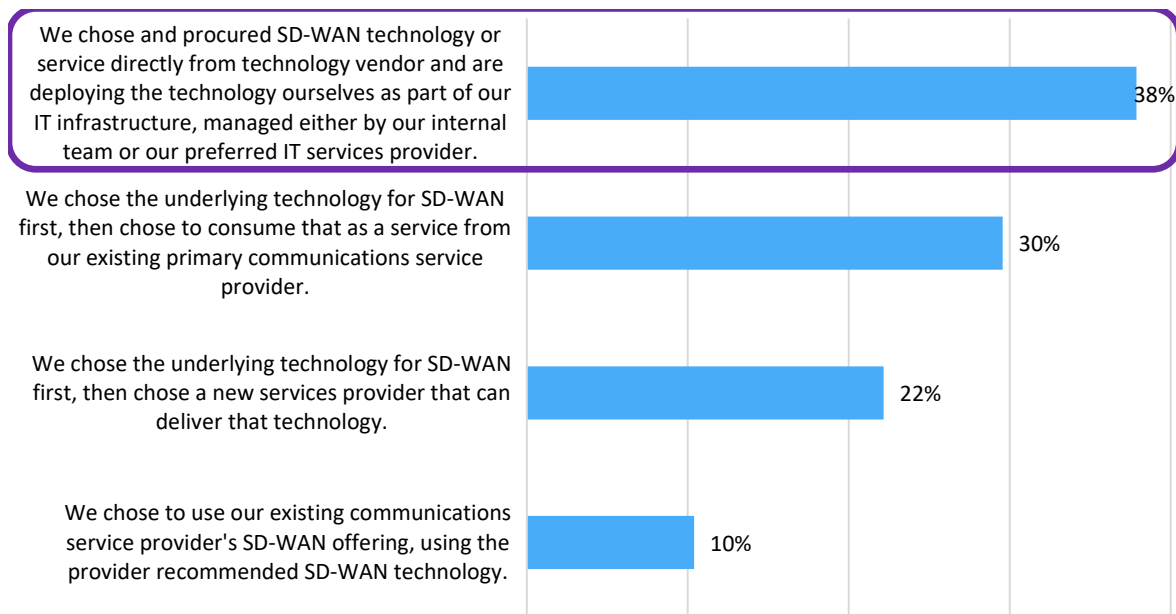 We chose and procured SD-WAN technology or
service directly from technology vendor and are
deploying the technology ourselves as part of our
IT infrastructure, managed either by our internal
team or our preferred IT services provider.
38%
We chose the underlying technology for SD-WAN
first, then chose to consume that as a service from
our existing primary communications service
provider.
30%
We chose the underlying technology for SD-WAN
first, then chose a new services provider that can
deliver that technology.
22%
We chose to use our existing communications
service provider's SD-WAN offering, using the
provider recommended SD-WAN technology.
10%